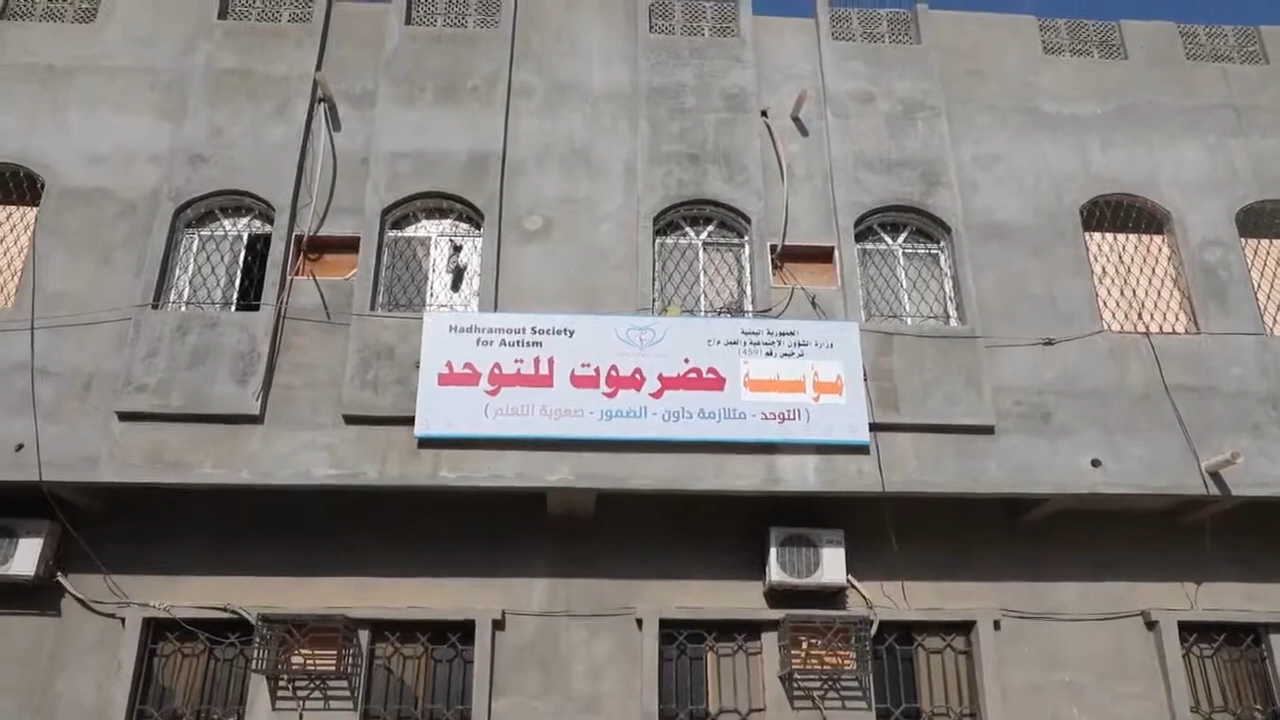 Hadhramout Society
for Autism
الجمهورية اليمنية
وزارة الشؤون الإجتماعية والعمل م/ح
ترخيص رقم (459)
مؤسسة حضرموت للتوحد
( التوحد - متلازمة داون - الضمور - صعوبة التعلم )